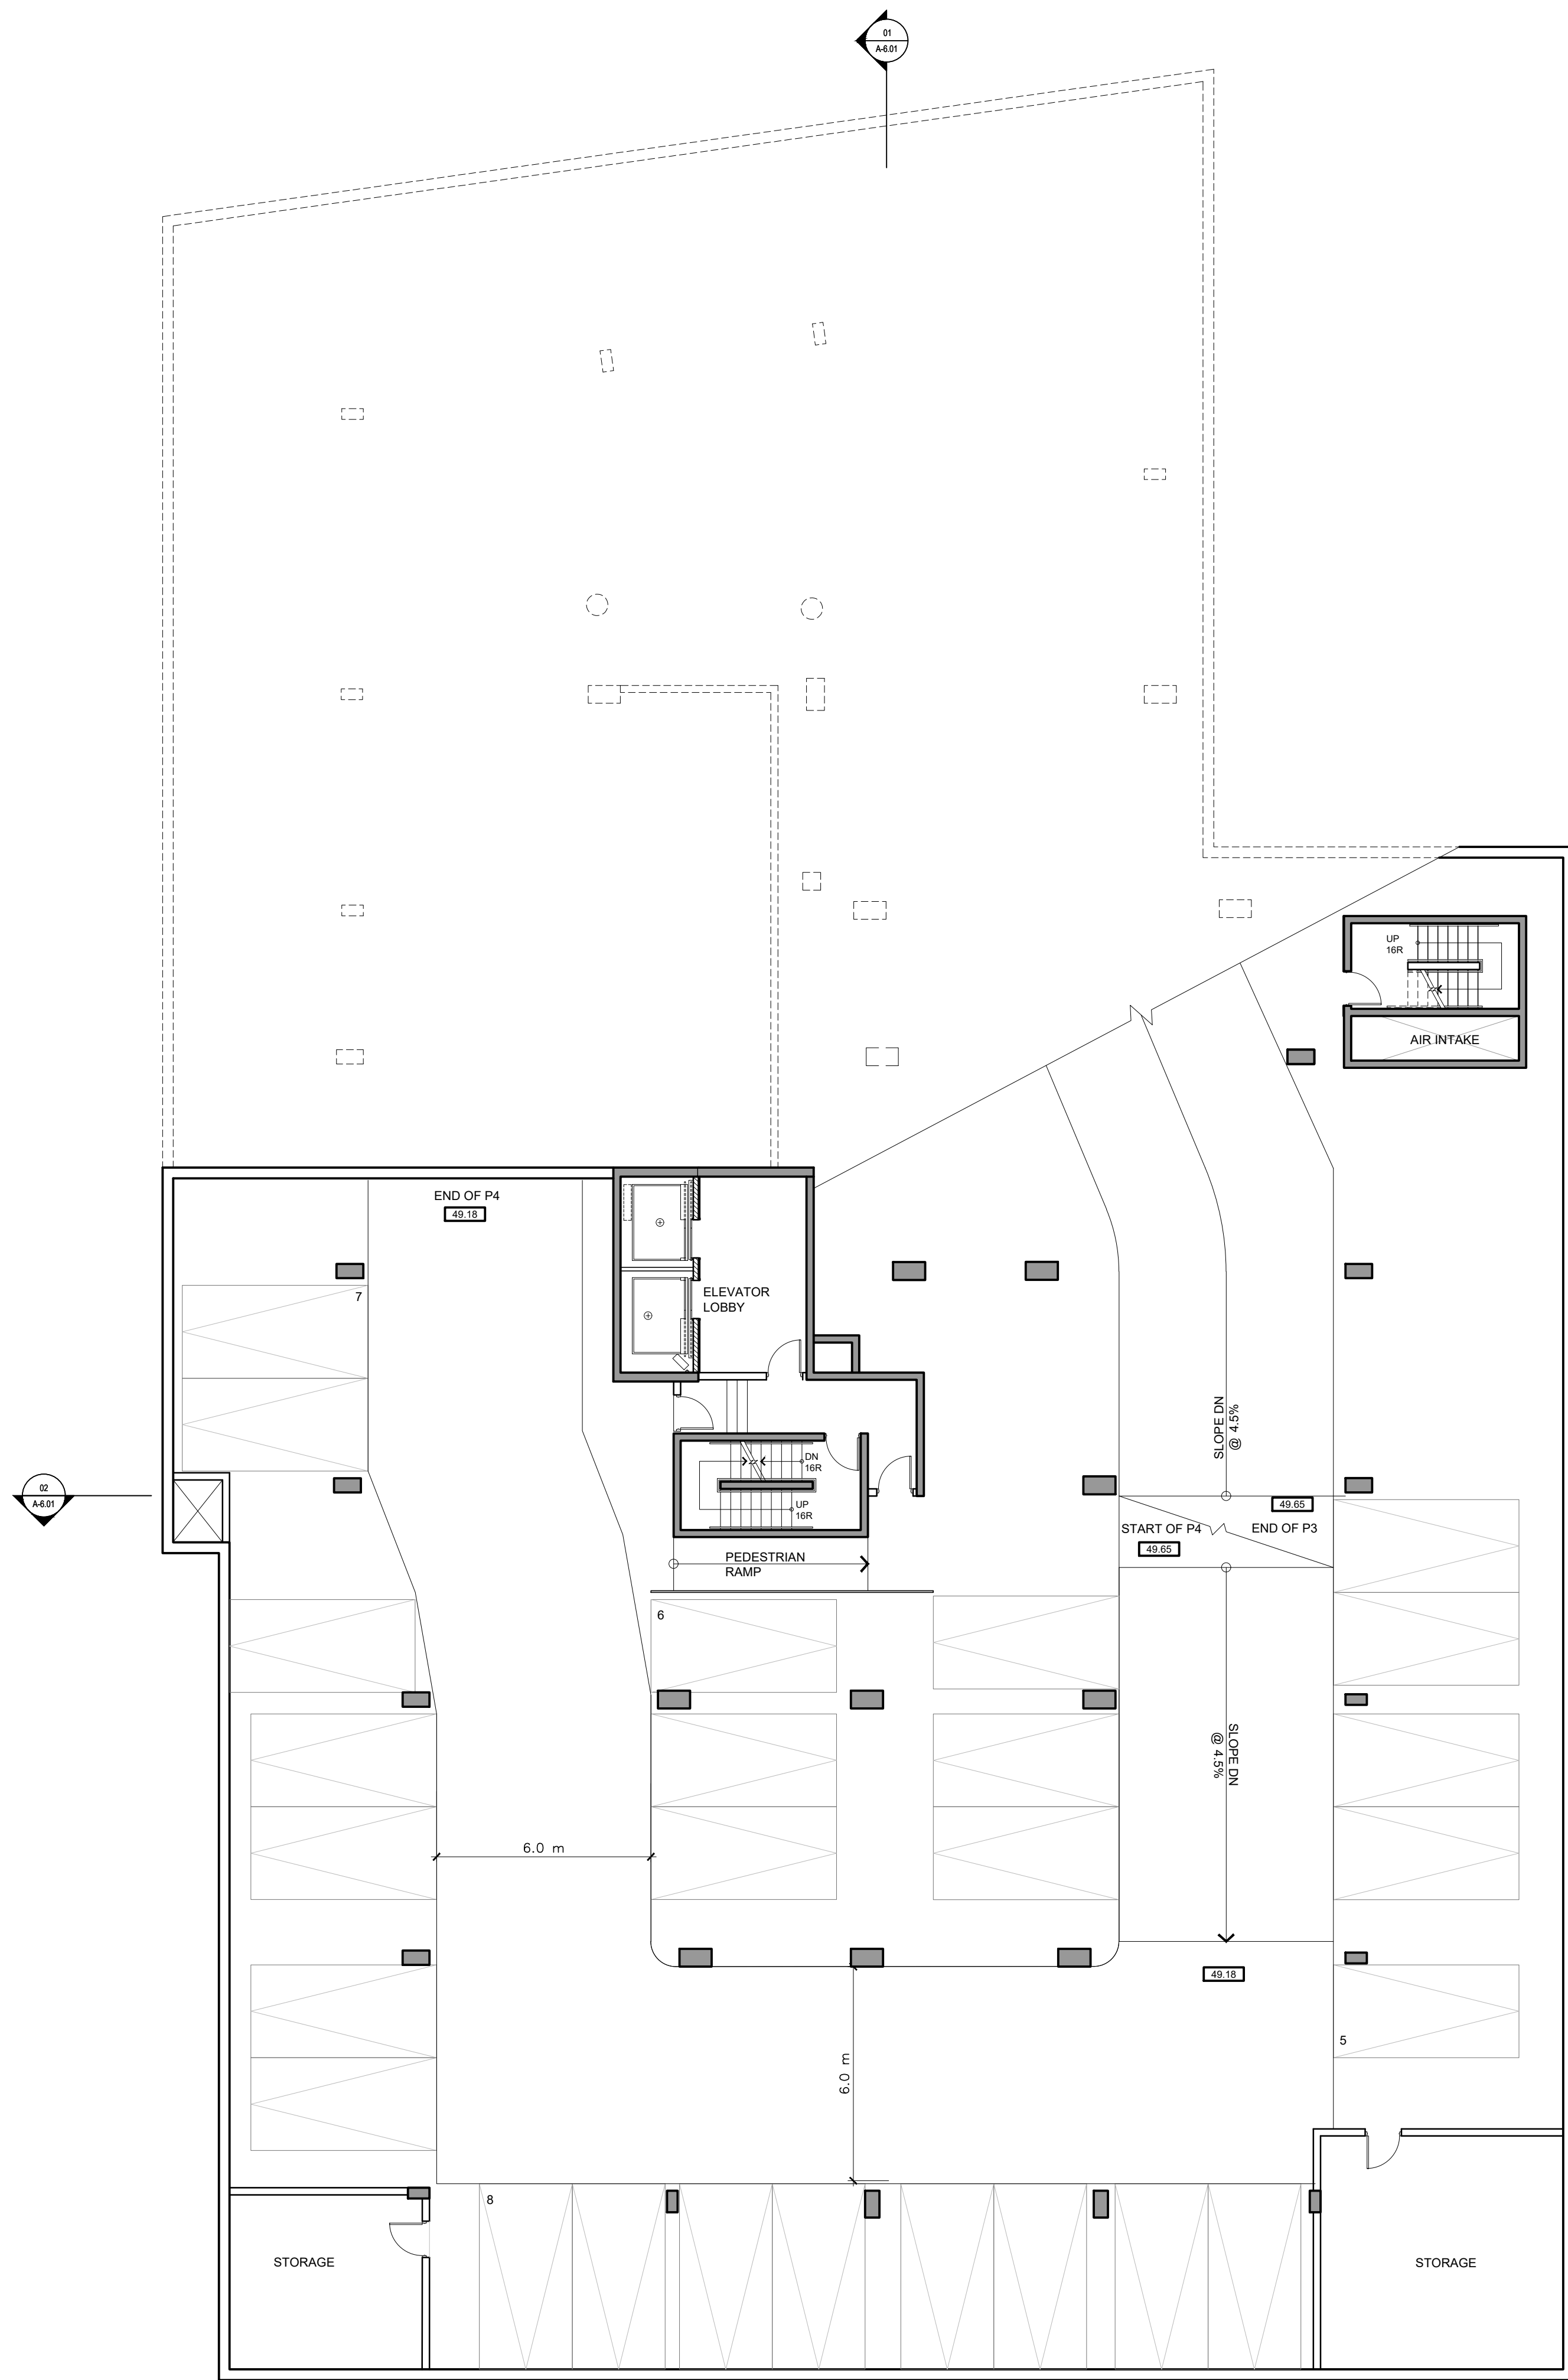 01
A-6.01
UP
16R
AIR INTAKE
END OF P4
49.18
7
ELEVATOR
LOBBY
SLOPE DN
@ 4.5%
DN
16R
UP
16R
02
A-6.01
49.65
START OF P4
END OF P3
49.65
PEDESTRIAN
RAMP
6
SLOPE DN
@ 4.5%
6.0 m
49.18
5
6.0 m
8
STORAGE
STORAGE